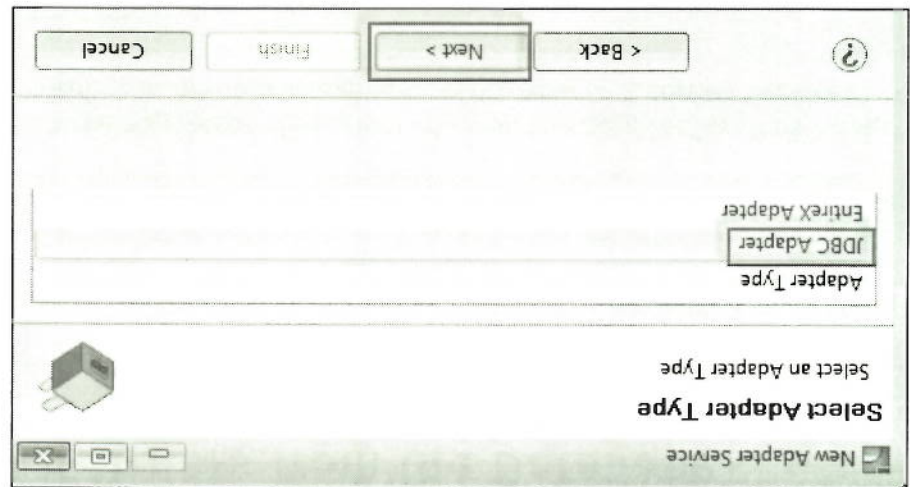 New Adapter Service
Select Adapter Type
Select an Adapter Type
Adapter Type
JDBC Adapter
EntireX Adapter
?
< Back
Next >
Finish
Cancel